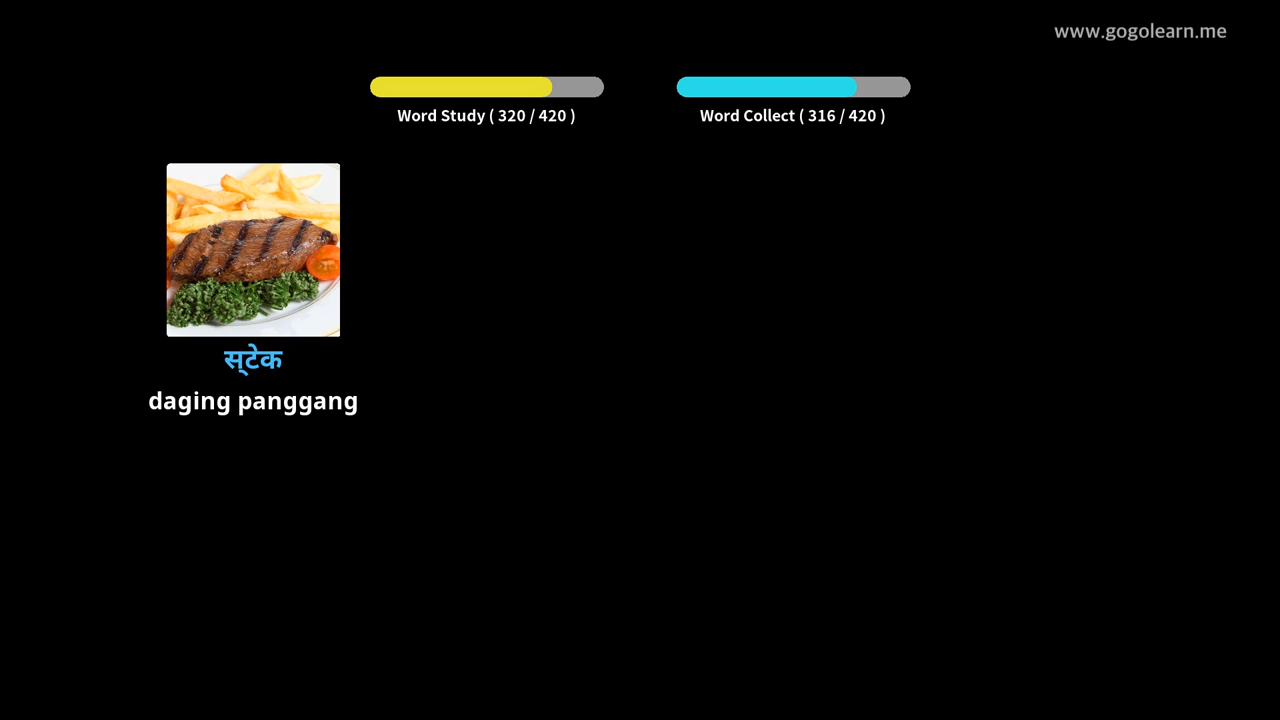 www.gogolearn.me
Word Study ( 320 / 420 )
Word Collect ( 316 / 420 )
स्टेक
daging panggang